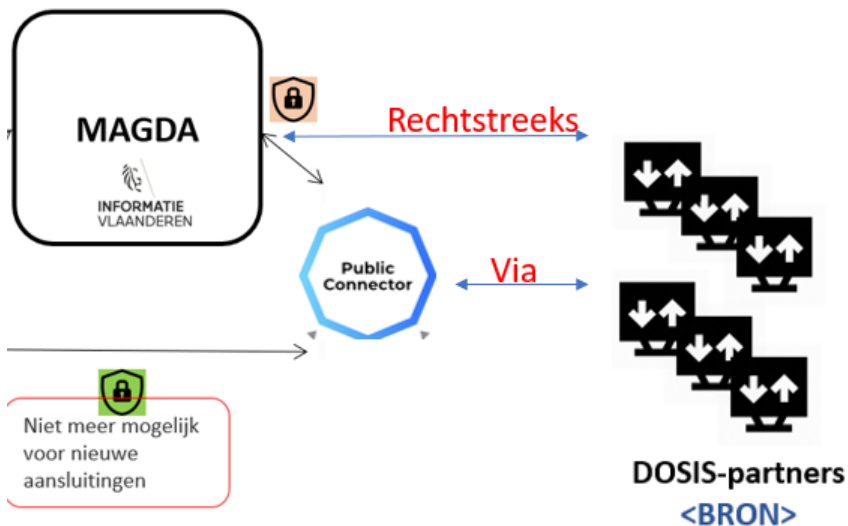 MAGDA
INFORMATIE
VLAANDEREN
Rechtstreeks
Public
Connector
Via
Niet meer mogelijk
voor nieuwe
aansluitingen
DOSIS-partners
<BRON>